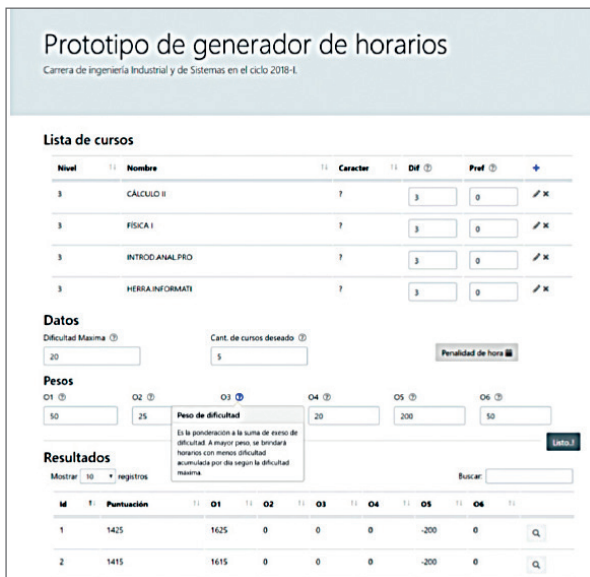 Prototipo de generador de horarios
Carrera de ingeniería Industrial y de Sistemas en el ciclo 2018-I.
Lista de cursos
Nivel Nombre Caracter Dif Pref +
3 CÁLCULO II ? 3 0
3 FÍSICA I ? 3 0
3 INTROD.ANAL.PRO ? 3 0
3 HERRA.INFORMATI ? 3 0
Datos
Dificultad Maxima Cant. de cursos deseado
20 5 Penalidad de hora
Pesos
O1 O2 O3 O4 O5 O6
50 25 20 200 50
Peso de dificultad
Es la ponderación a la suma de exeso de
dificultad. A mayor peso, se brindará
horarios con menos dificultad
acumulada por día según la dificultad
maxima.
Listo.!
Resultados
Mostrar 10 registros Buscar:
Id Puntuación O1 O2 O3 O4 O5 O6
1 1425 1625 0 0 0 -200 0
2 1415 1615 0 0 0 -200 0